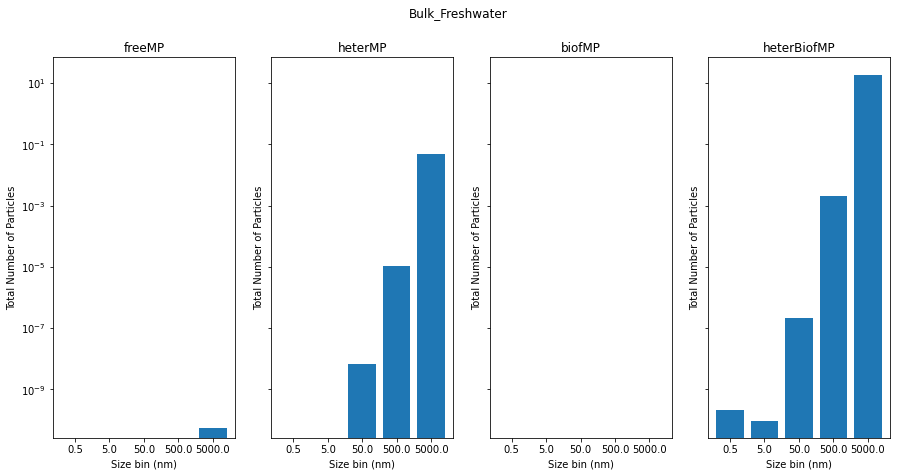 Bulk_Freshwater
freeMP
heterMP
biofMP
heterBiofMP
Total Number of Particles
10¹
10⁻¹
10⁻³
10⁻⁵
10⁻⁷
10⁻⁹
0.5 5.0 50.0 500.0 5000.0
Size bin (nm)
Total Number of Particles
0.5 5.0 50.0 500.0 5000.0
Size bin (nm)
Total Number of Particles
0.5 5.0 50.0 500.0 5000.0
Size bin (nm)
Total Number of Particles
0.5 5.0 50.0 500.0 5000.0
Size bin (nm)